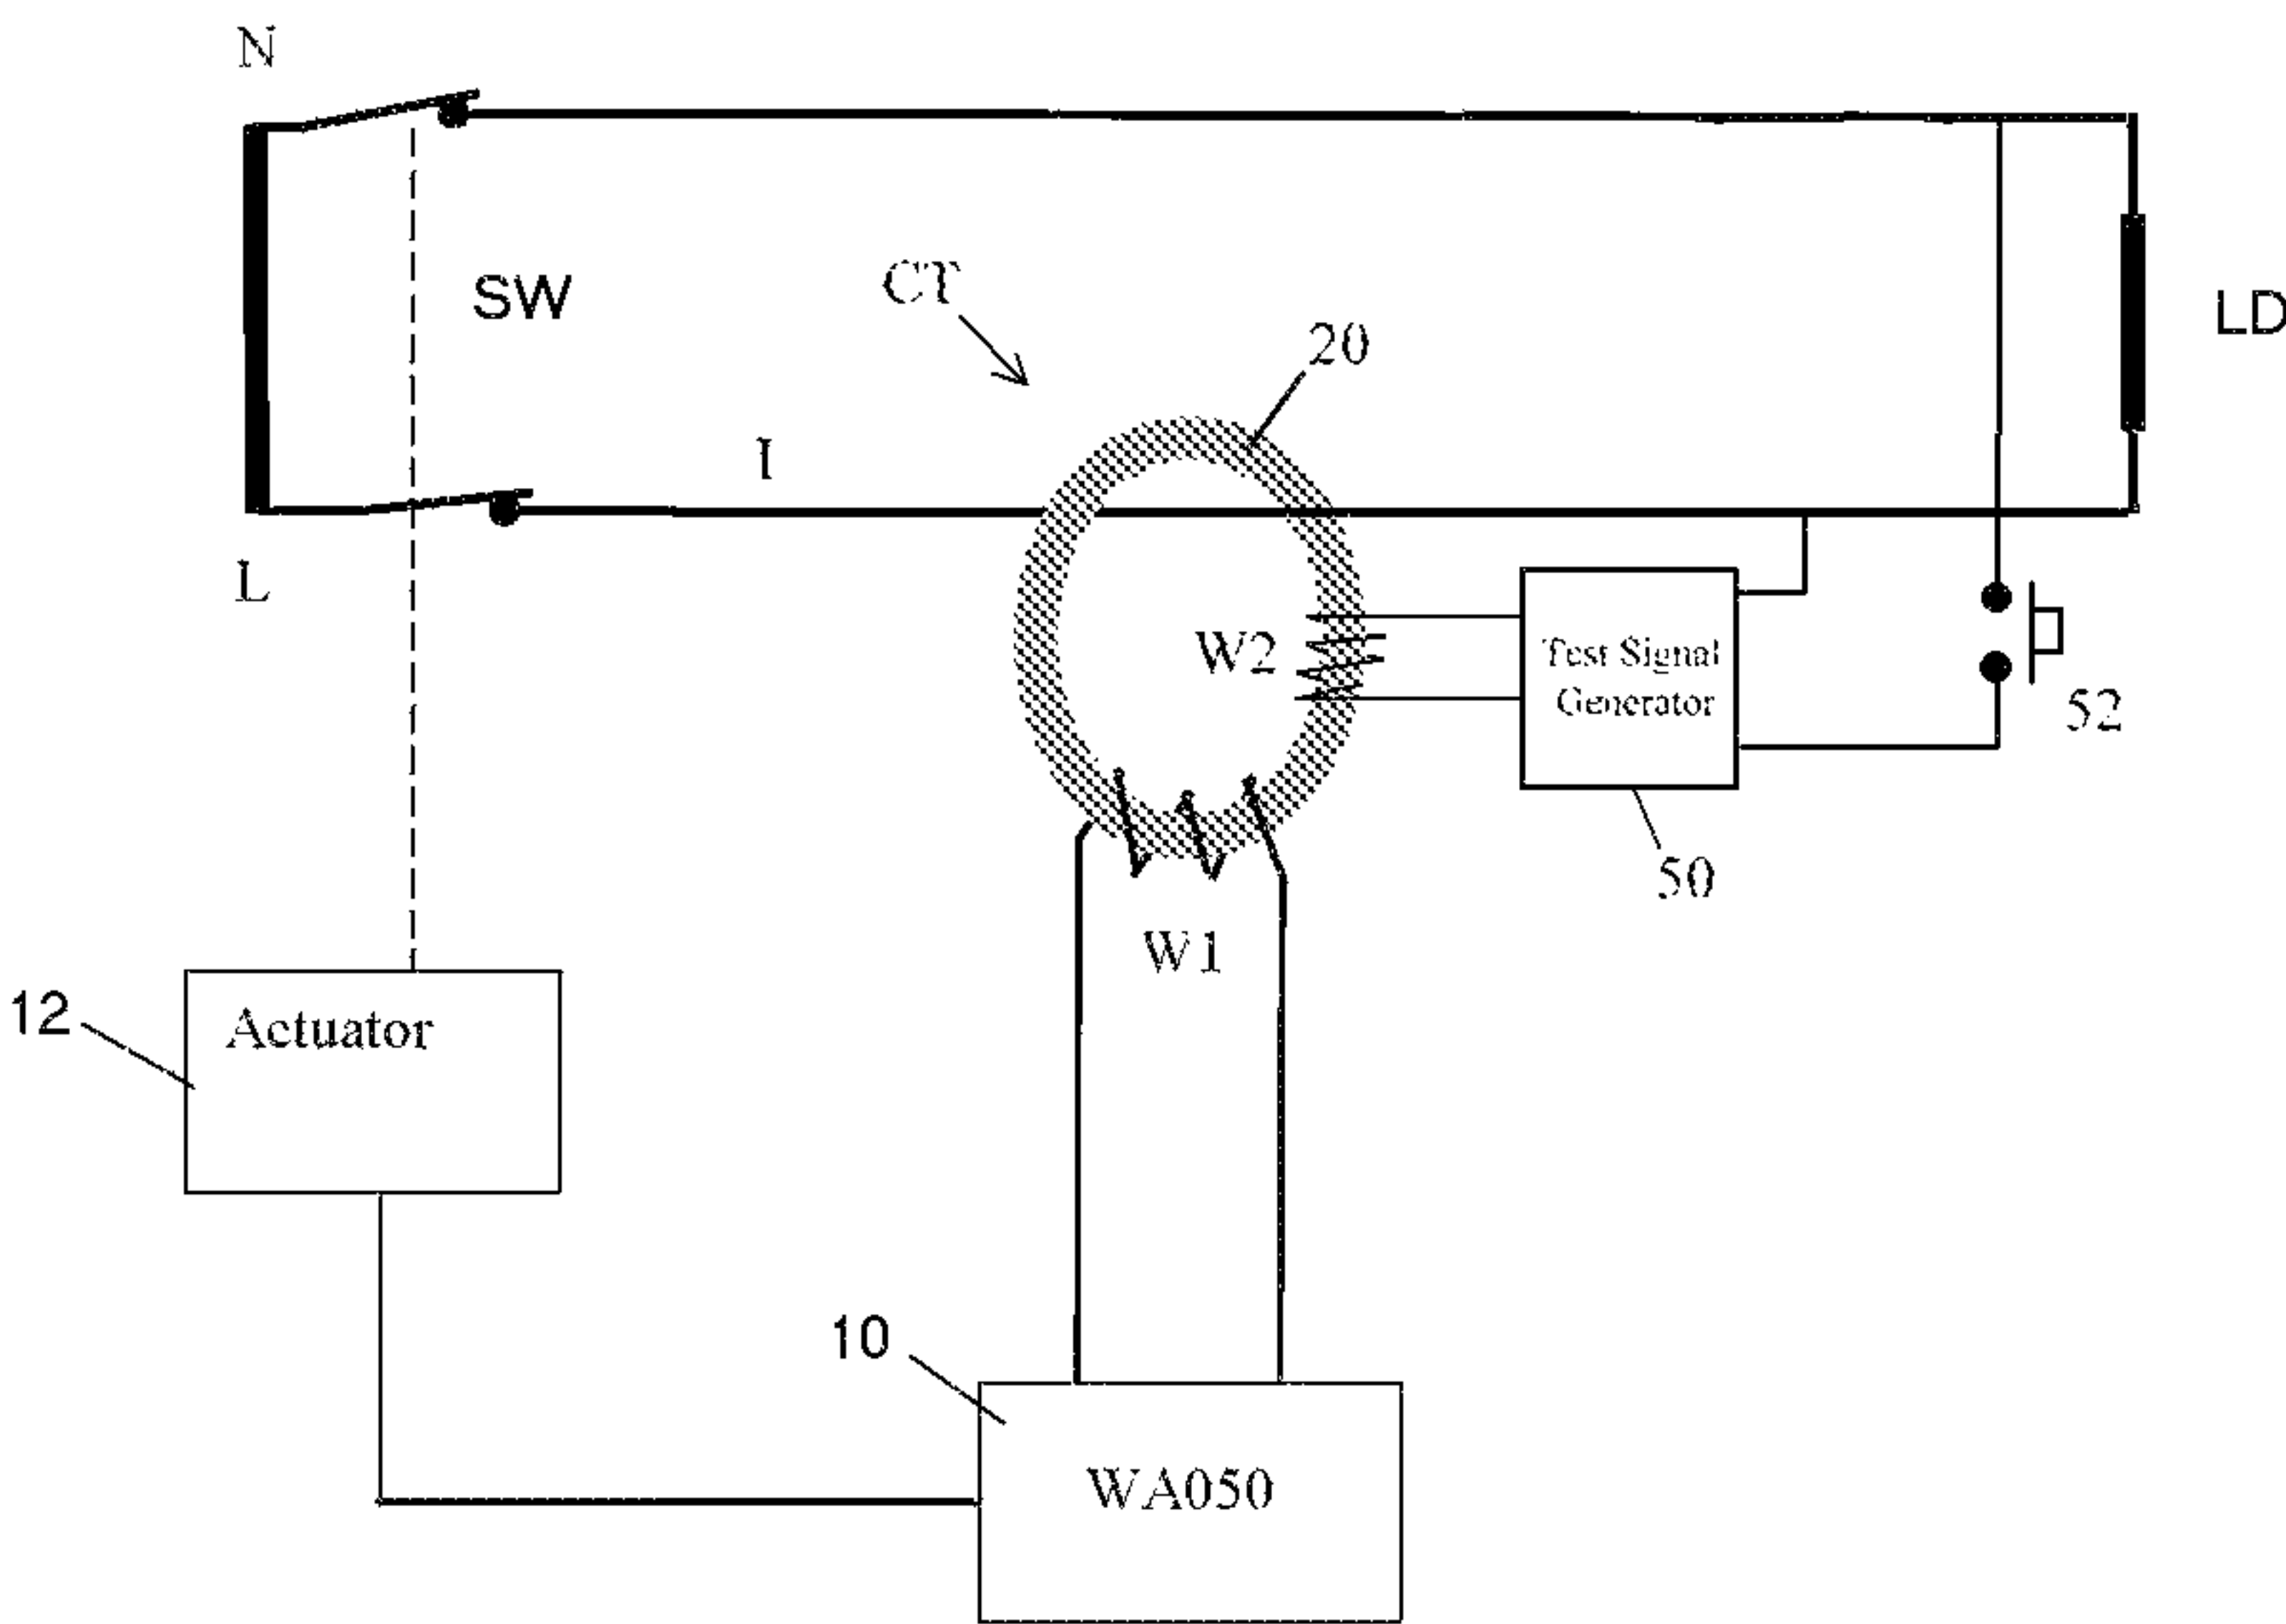 N
SW
CT
20
LD
I
L
W2
Test Signal
Generator
52
50
W1
12
Actuator
10
WA050